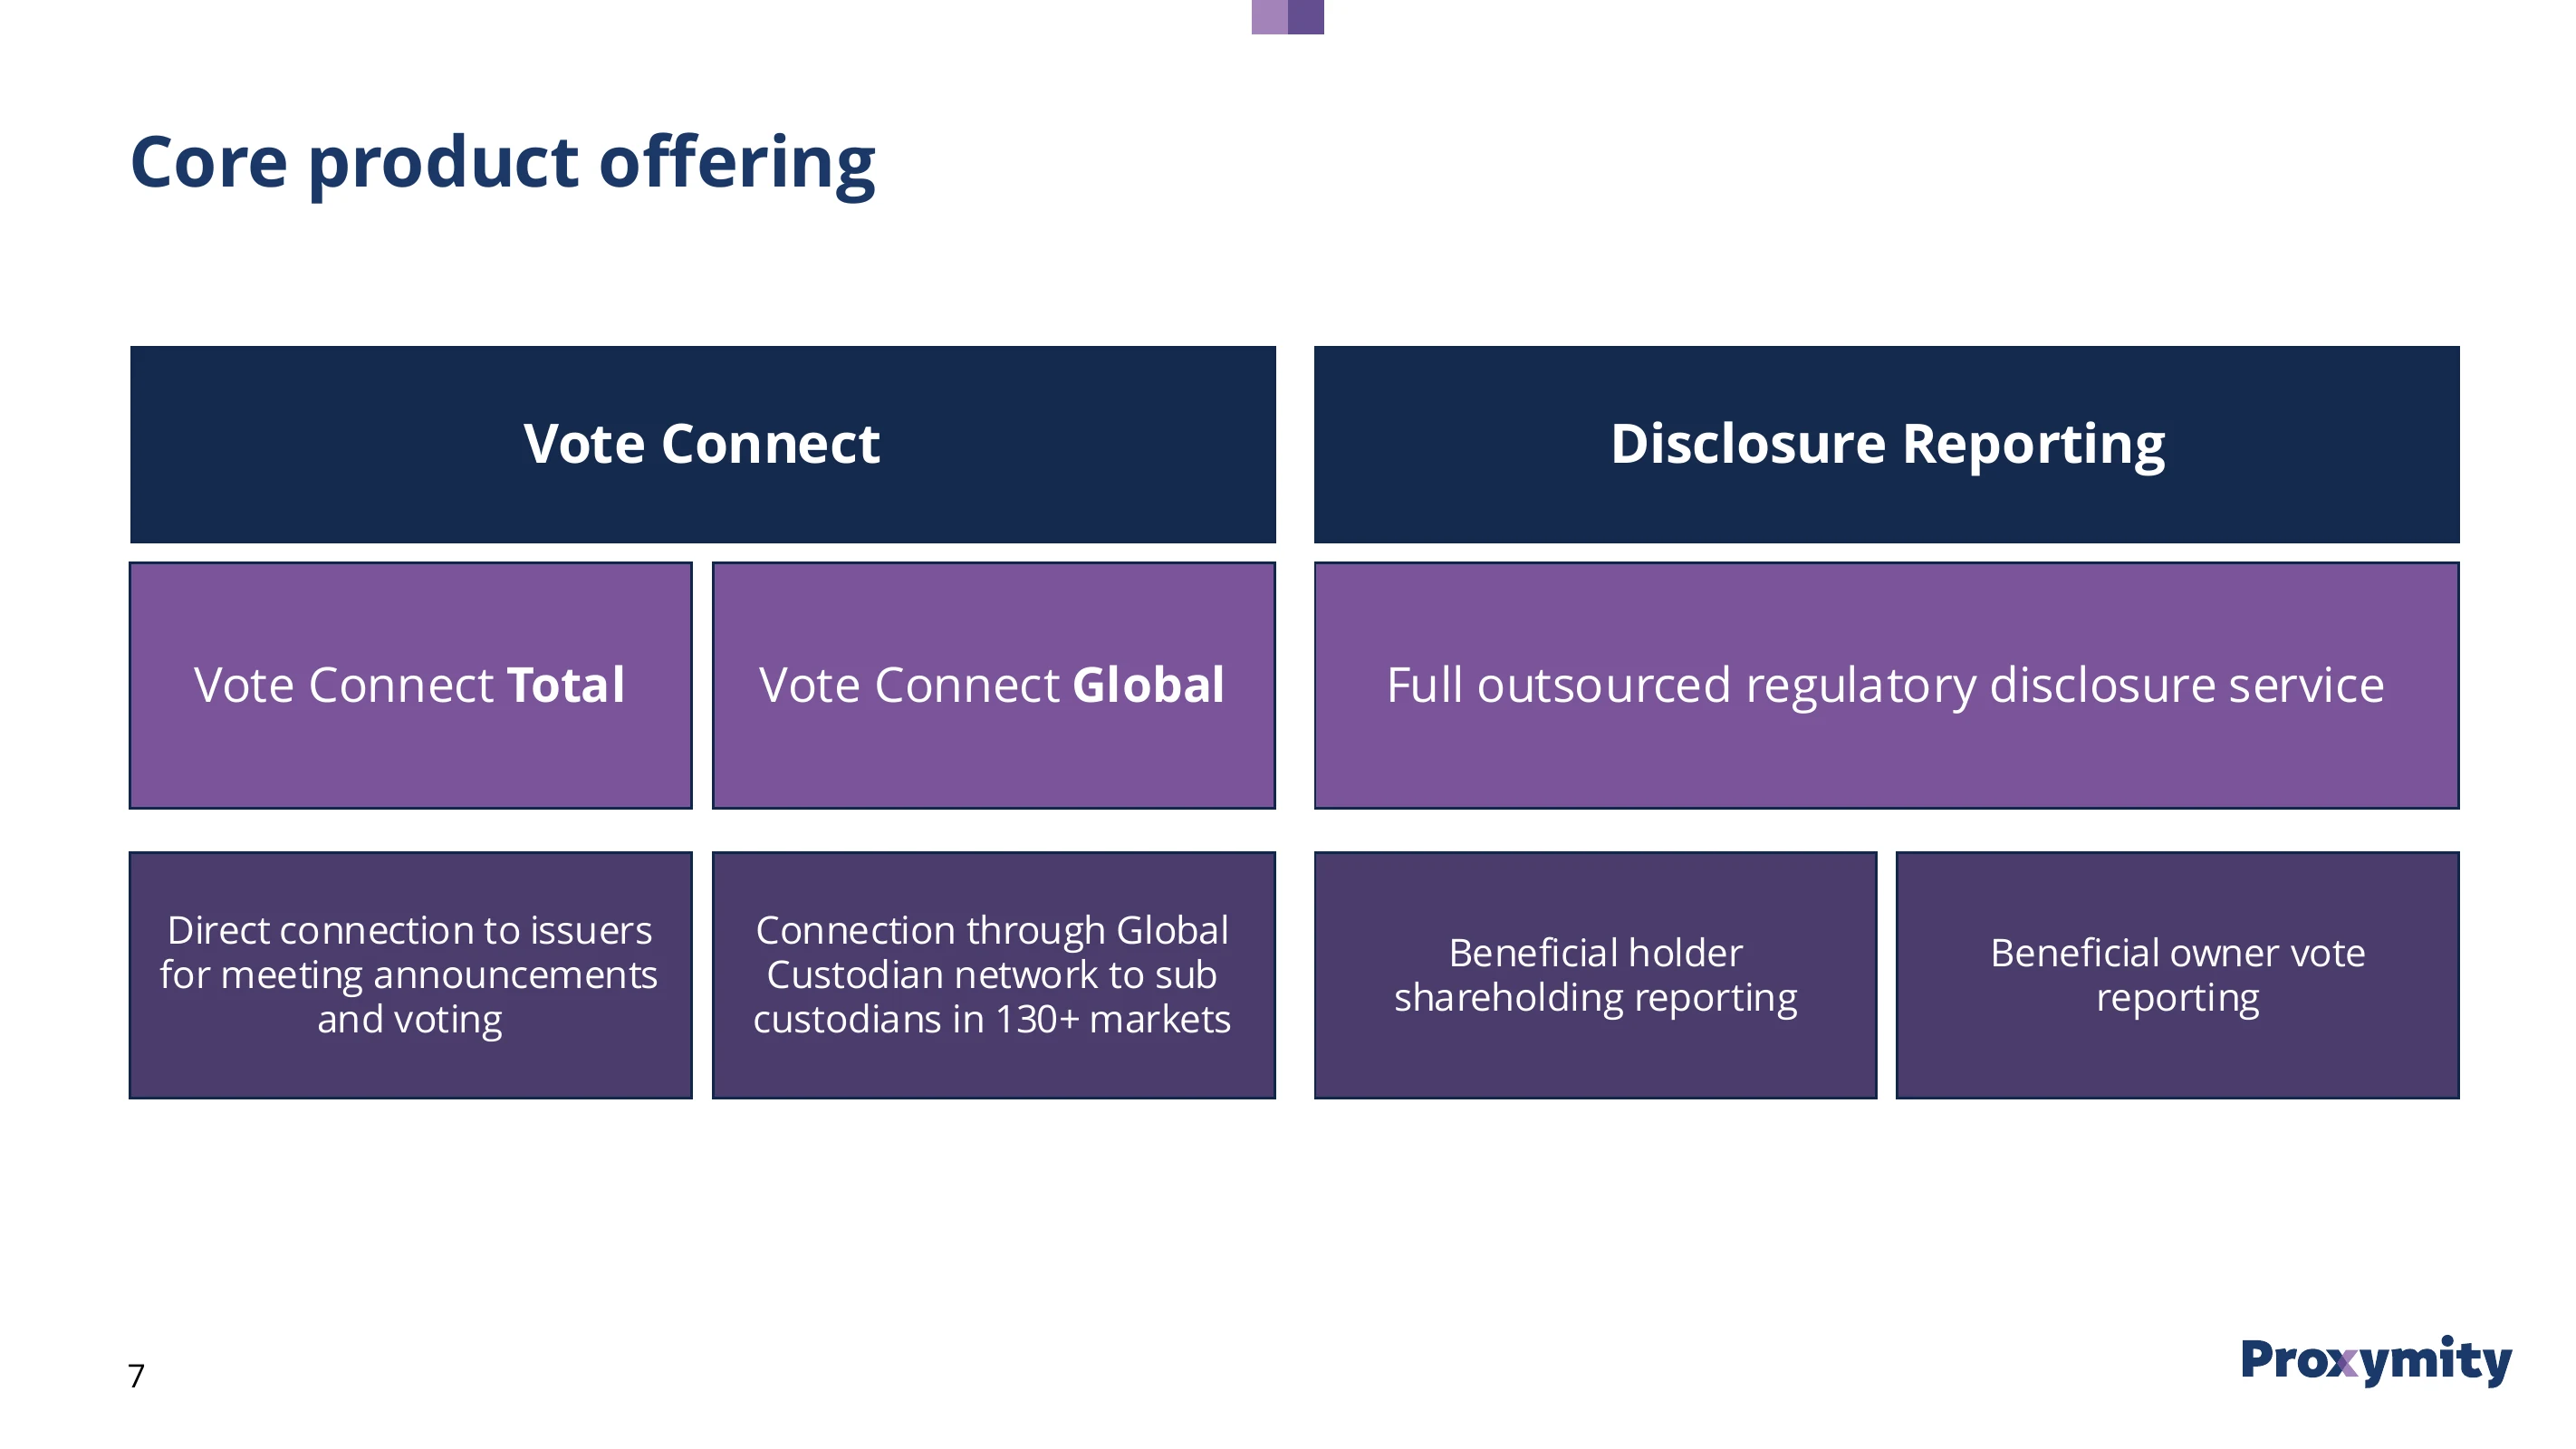 Core product offering
Vote Connect
Disclosure Reporting
Vote Connect Total
Vote Connect Global
Full outsourced regulatory disclosure service
Direct connection to issuers
for meeting announcements
and voting
Connection through Global
Custodian network to sub
custodians in 130+ markets
Beneficial holder
shareholding reporting
Beneficial owner vote
reporting
7
Proxymity